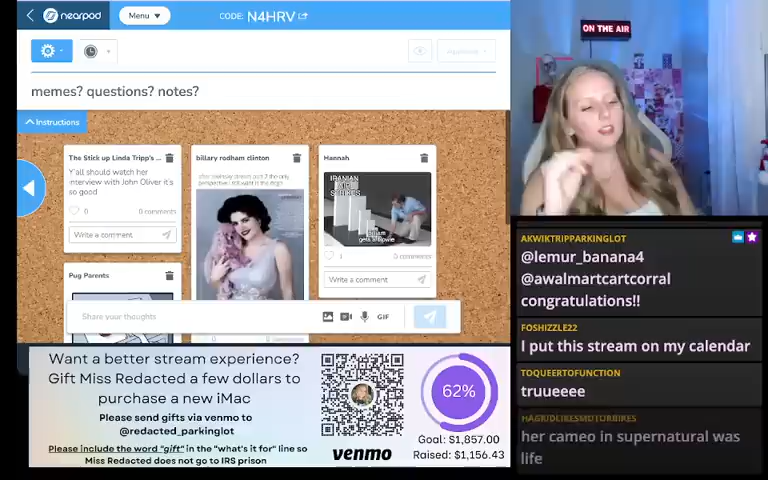 nearpod
Menu
CODE: N4HRV
ON THE AIR
memes? questions? notes?
Instructions
The Stick up Linda Tripp's ...
Y'all should watch her
interview with John Oliver it's
so good
0
0 comments
Write a comment
billary rodham clinton
Hannah
IRANIAN
AIR
STRIKES
1
0 comments
Write a comment
Pug Parents
Share your thoughts
GIF
Want a better stream experience?
Gift Miss Redacted a few dollars to
purchase a new iMac
Please send gifts via venmo to
@redacted_parkinglot
Please include the word "gift" in the "what's it for" line so
Miss Redacted does not go to IRS prison
venmo
62%
Goal: $1,857.00
Raised: $1,156.43
AKWIKTRIPPARKINGLOT
@lemur_banana4
@awalmartcartcorral
congratulations!!
FOSHIZZLE22
I put this stream on my calendar
TOQUEERTOFUNCTION
truueeee
HAGRIDLIKESMOTORBIKES
her cameo in supernatural was
life